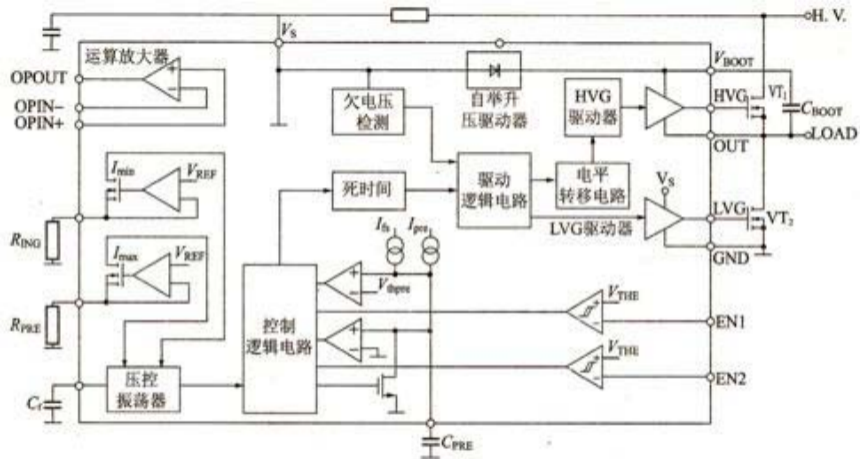 H. V.
V_S
运算放大器
OPOUT
OPIN−
OPIN+
V_BOOT
自举升
压驱动器
欠电压
检测
HVG
驱动器
HVG
VT₁
C_BOOT
LOAD
OUT
I_min
V_REF
R_ING
死时间
驱动
逻辑电路
电平
转移电路
V_S
LVG
VT₂
LVG驱动器
GND
I_fs
I_pre
I_max
V_REF
R_PRE
V_thpre
控制
逻辑电路
V_THE
EN1
V_THE
EN2
压控
振荡器
C_f
C_PRE